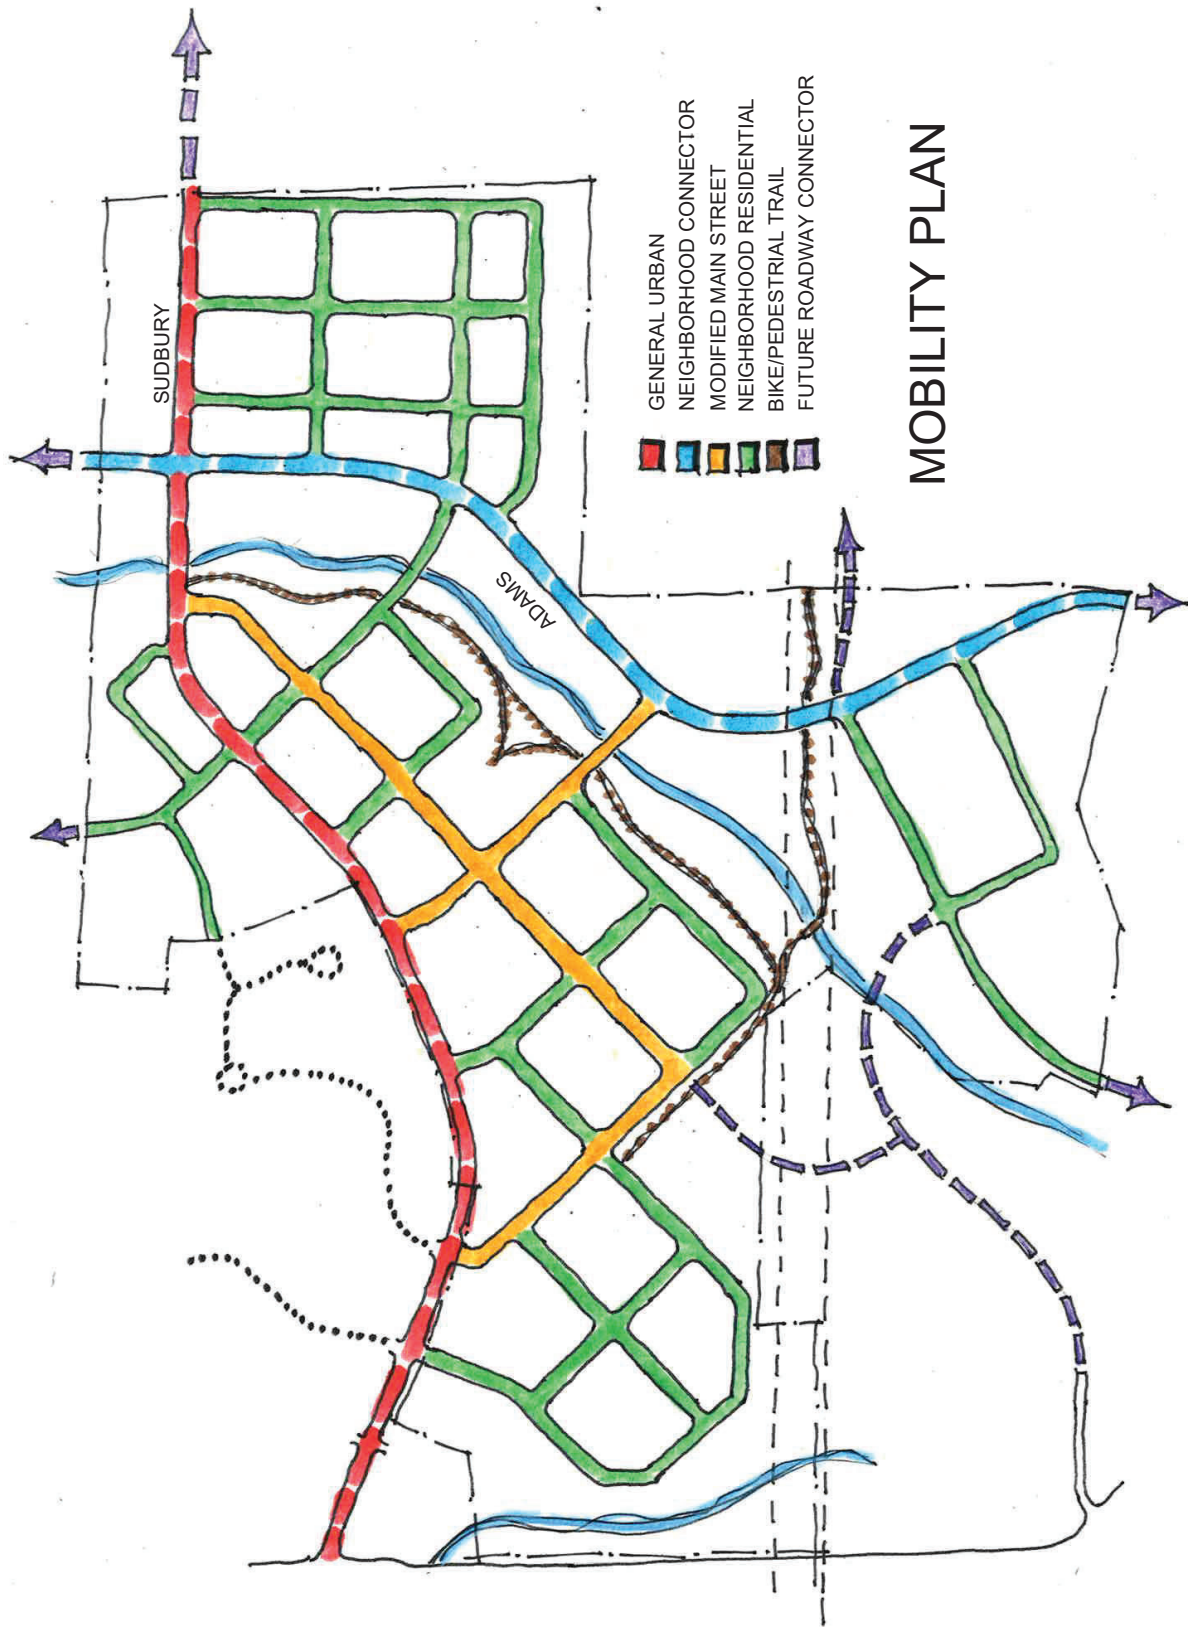 SUDBURY
ADAMS
GENERAL URBAN
NEIGHBORHOOD CONNECTOR
MODIFIED MAIN STREET
NEIGHBORHOOD RESIDENTIAL
BIKE/PEDESTRIAL TRAIL
FUTURE ROADWAY CONNECTOR
MOBILITY PLAN